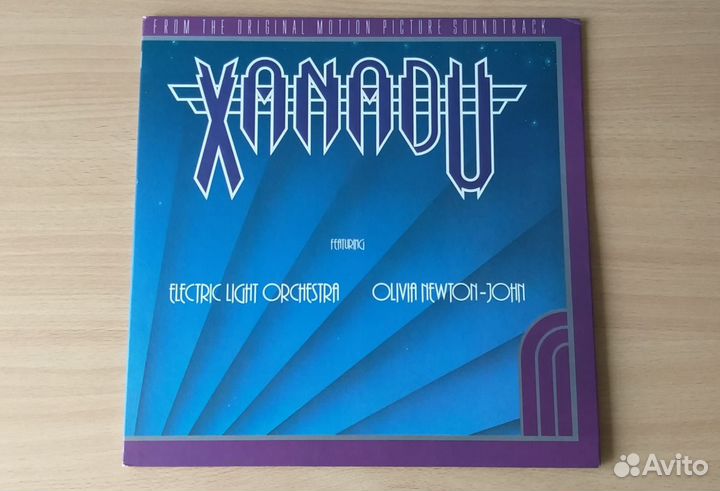 FROM THE ORIGINAL MOTION PICTURE SOUNDTRACK
XANADU
FEATURING
ELECTRIC LIGHT ORCHESTRA OLIVIA NEWTON-JOHN
Avito